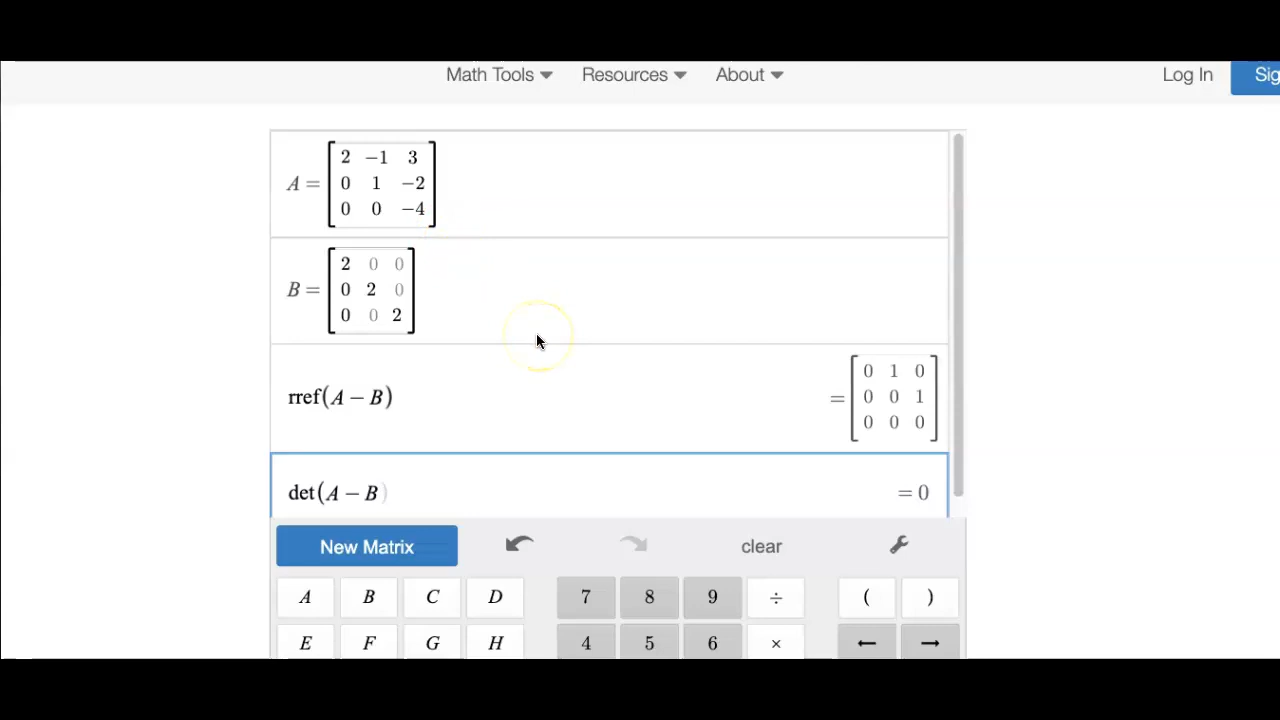 Math Tools Resources About Log In Sig
A = [2 −1 3
0 1 −2
0 0 −4]
B = [2 0 0
0 2 0
0 0 2]
rref(A − B) = [0 1 0
0 0 1
0 0 0]
det(A − B) = 0
New Matrix clear
A B C D 7 8 9 ÷ ( )
E F G H 4 5 6 × ← →